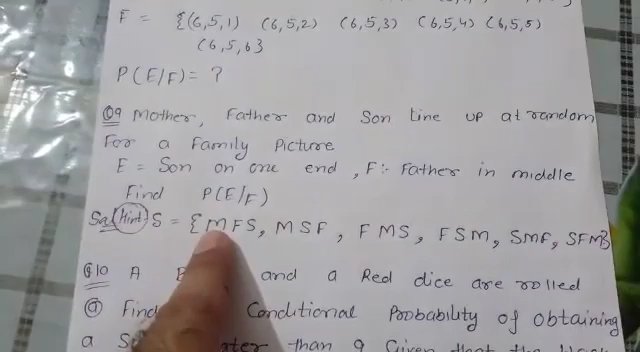 F = {(6,5,1) (6,5,2) (6,5,3) (6,5,4) (6,5,5)
(6,5,6}
P(E/F) = ?
Q9 Mother, Father and Son line up at random
For a Family Picture
E = Son on one end, F:- Father in middle
Find P(E/F)
Sol (hint) S = {MFS, MSF, FMS, FSM, SMF, SFM}
Q10 A and a Red dice are rolled
@ Find Conditional Probability of obtaining
a than 9 Given that the